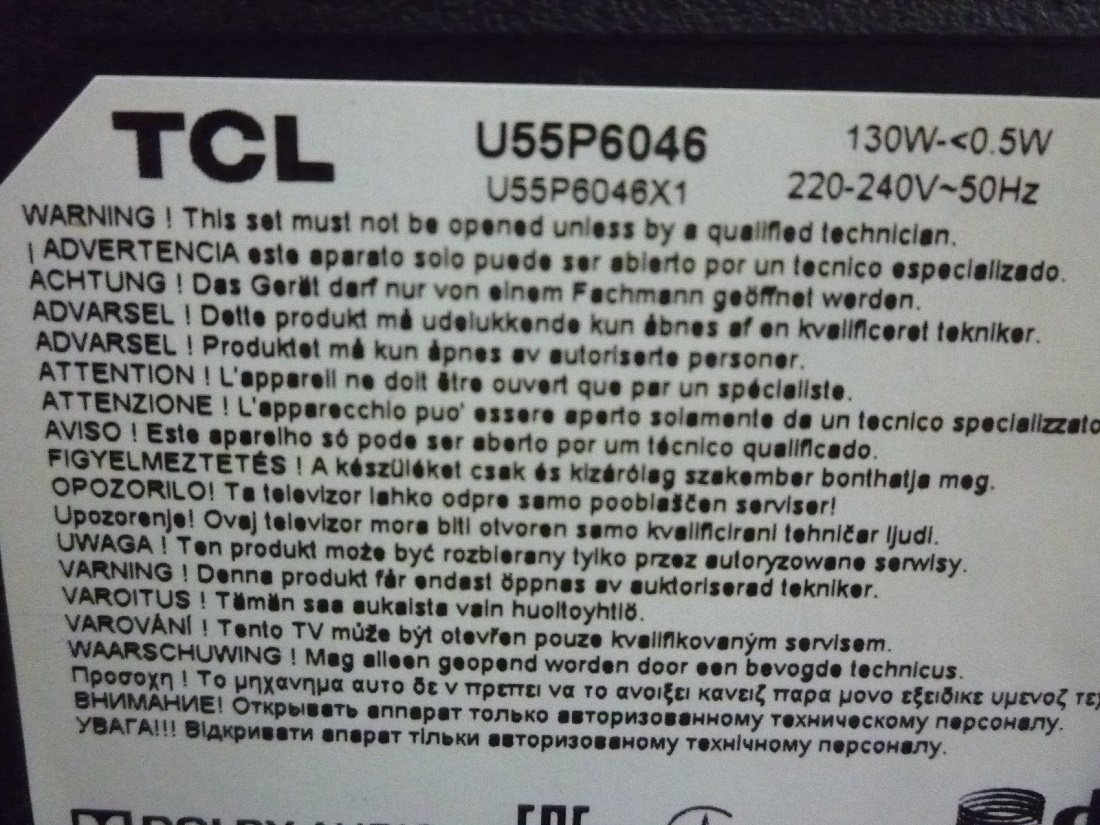 TCL U55P6046 130W-<0.5W
U55P6046X1 220-240V~50Hz
WARNING ! This set must not be opened unless by a qualified technician.
¡ ADVERTENCIA este aparato solo puede ser abierto por un tecnico especializado.
ACHTUNG ! Das Gerät darf nur von einem Fachmann geöffnet werden.
ADVARSEL ! Dette produkt må udelukkende kun åbnes af en kvalificeret tekniker.
ADVARSEL ! Produktet må kun åpnes av autoriserte personer.
ATTENTION ! L'appareil ne doit être ouvert que par un spécialiste.
ATTENZIONE ! L'apparecchio puo' essere aperto solamente da un tecnico specializzato
AVISO ! Este aparelho só pode ser aberto por um técnico qualificado.
FIGYELMEZTETÉS ! A készüléket csak és kizárólag szakember bonthatja meg.
OPOZORILO! Ta televizor lahko odpre samo pooblaščen serviser!
Upozorenje! Ovaj televizor mora biti otvoren samo kvalificirani tehničar ljudi.
UWAGA ! Ten produkt może być rozbierany tylko przez autoryzowane serwisy.
VARNING ! Denna produkt får endast öppnas av auktoriserad tekniker.
VAROITUS ! Tämän saa aukaista vain huoltoyhtiö.
VAROVÁNÍ ! Tento TV může být otevřen pouze kvalifikovaným servisem.
WAARSCHUWING ! Mag alleen geopend worden door een bevogde technicus.
Προσοχη ! Το μηχανημα αυτο δε ν πρεπει να το ανοιξει κανειζ παρα μονο εξειδικε υμενοζ τε
ВНИМАНИЕ! Открывать аппарат только авторизованному техническому персоналу.
УВАГА!!! Відкривати апарат тільки авторизованому технічному персоналу.
DOLBY AUDIO EAC